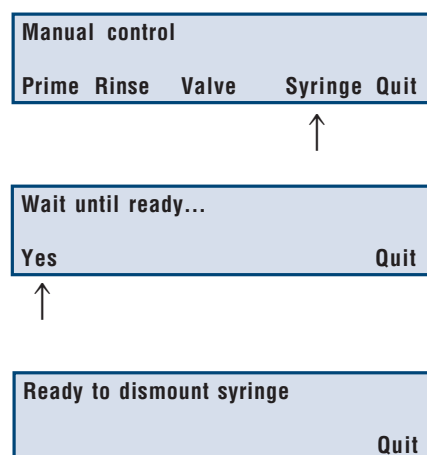 Manual control
Prime Rinse Valve Syringe Quit
Wait until ready...
Yes Quit
Ready to dismount syringe
Quit